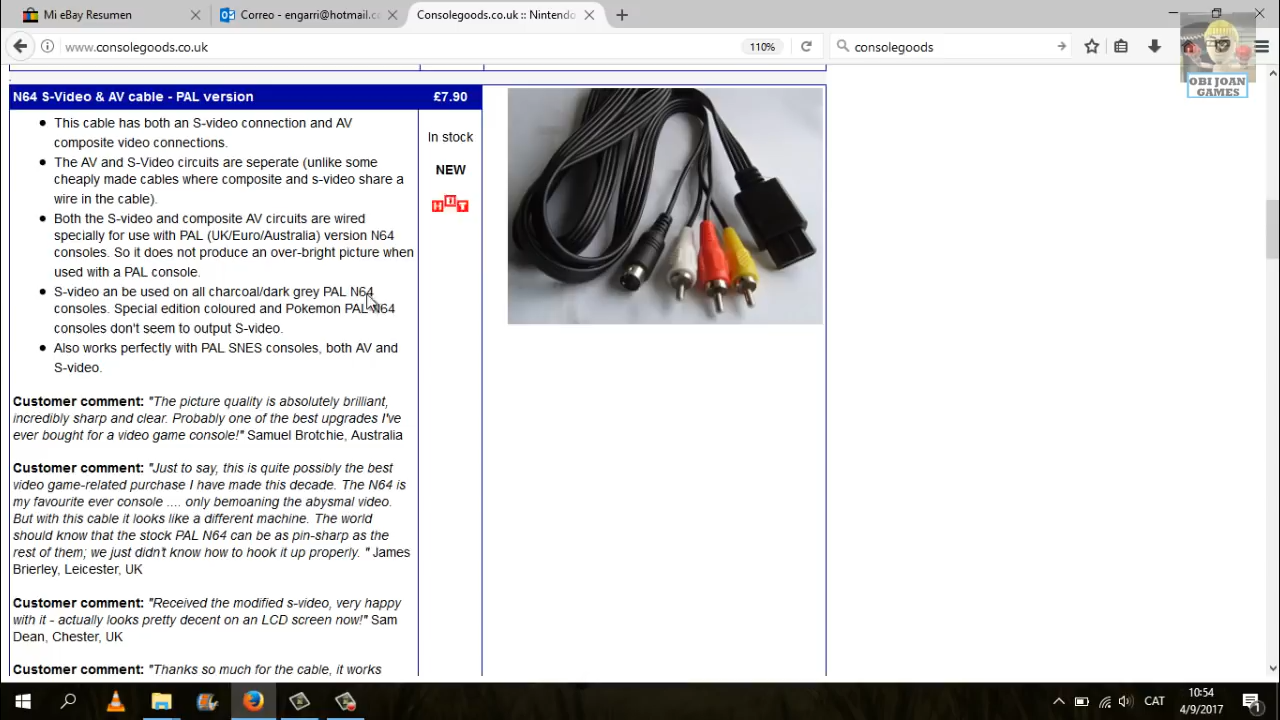 Mi eBay Resumen
Correo - engarri@hotmail.c
Consolegoods.co.uk :: Nintendo
www.consolegoods.co.uk
110%
consolegoods
OBI JOAN
GAMES
N64 S-Video & AV cable - PAL version
£7.90
This cable has both an S-video connection and AV
composite video connections.
The AV and S-Video circuits are seperate (unlike some
cheaply made cables where composite and s-video share a
wire in the cable).
Both the S-video and composite AV circuits are wired
specially for use with PAL (UK/Euro/Australia) version N64
consoles. So it does not produce an over-bright picture when
used with a PAL console.
S-video an be used on all charcoal/dark grey PAL N64
consoles. Special edition coloured and Pokemon PAL N64
consoles don't seem to output S-video.
Also works perfectly with PAL SNES consoles, both AV and
S-video.
In stock
NEW
HIT
Customer comment: "The picture quality is absolutely brilliant,
incredibly sharp and clear. Probably one of the best upgrades I've
ever bought for a video game console!" Samuel Brotchie, Australia
Customer comment: "Just to say, this is quite possibly the best
video game-related purchase I have made this decade. The N64 is
my favourite ever console .... only bemoaning the abysmal video.
But with this cable it looks like a different machine. The world
should know that the stock PAL N64 can be as pin-sharp as the
rest of them; we just didn't know how to hook it up properly. " James
Brierley, Leicester, UK
Customer comment: "Received the modified s-video, very happy
with it - actually looks pretty decent on an LCD screen now!" Sam
Dean, Chester, UK
Customer comment: "Thanks so much for the cable, it works
CAT
10:54
4/9/2017
1